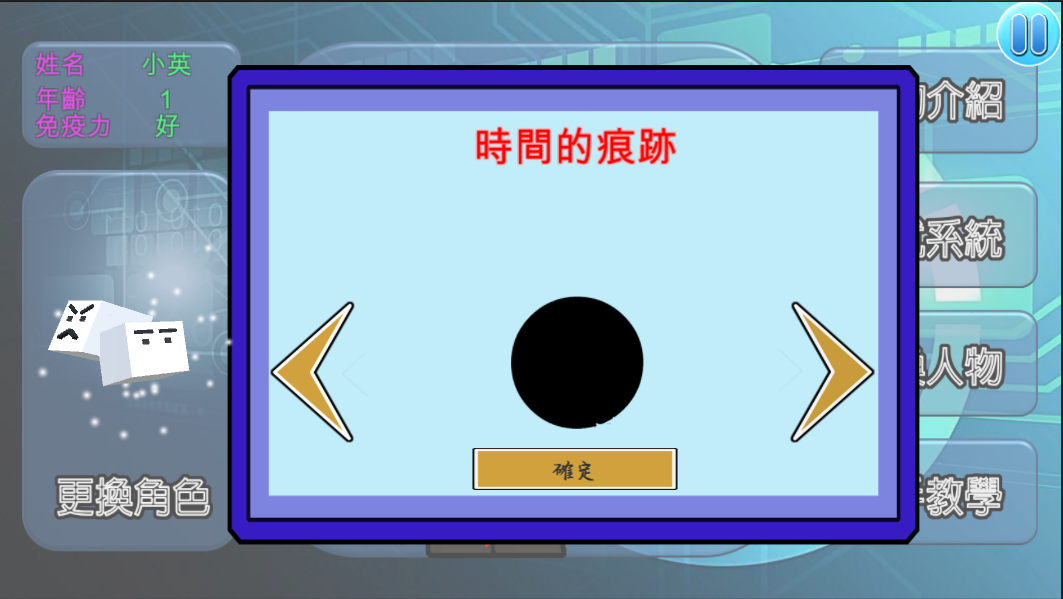 姓名 小英
年齡 1
免疫力 好
時間的痕跡
介紹
系統
人物
教學
確定
更換角色